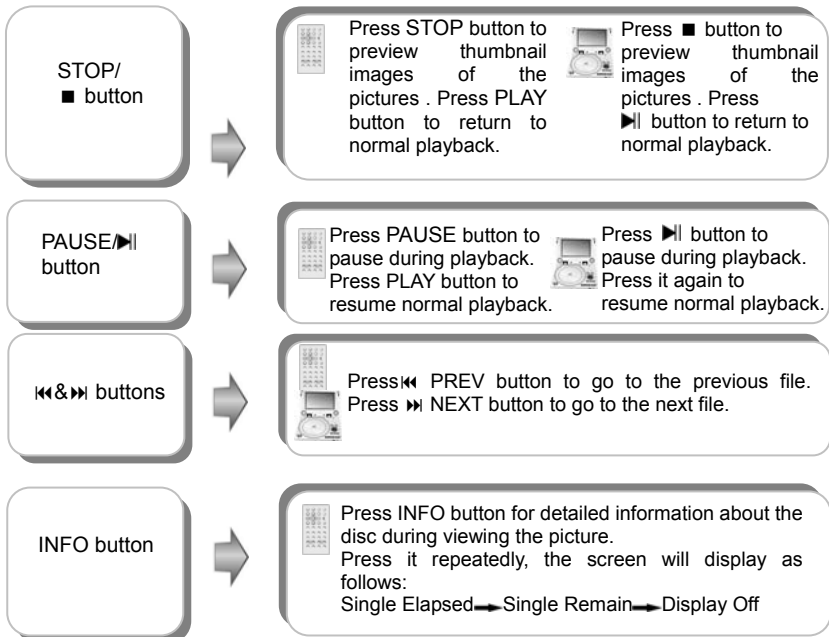 STOP/
■ button
Press STOP button to
preview thumbnail
images of the
pictures . Press PLAY
button to return to
normal playback.
Press ■ button to
preview thumbnail
images of the
pictures . Press
▶|| button to return to
normal playback.
PAUSE/▶||
button
Press PAUSE button to
pause during playback.
Press PLAY button to
resume normal playback.
Press ▶|| button to
pause during playback.
Press it again to
resume normal playback.
⏮&⏭ buttons
Press⏮ PREV button to go to the previous file.
Press ⏭ NEXT button to go to the next file.
INFO button
Press INFO button for detailed information about the
disc during viewing the picture.
Press it repeatedly, the screen will display as
follows:
Single Elapsed→Single Remain→Display Off